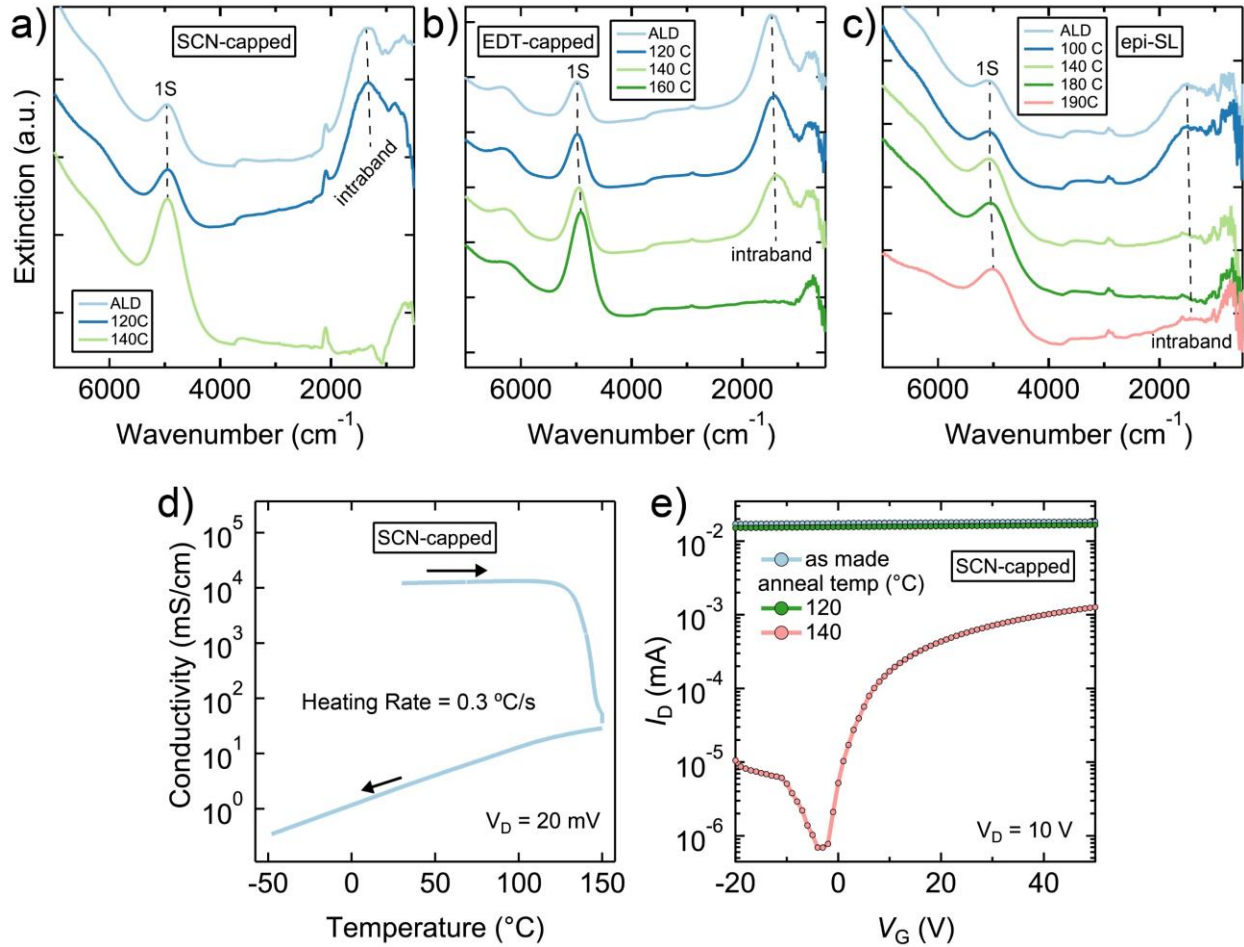 a)
SCN-capped
1S
intraband
ALD
120C
140C
Extinction (a.u.)
6000
4000
2000
Wavenumber (cm⁻¹)
b)
EDT-capped
ALD
120 C
140 C
160 C
1S
intraband
6000
4000
2000
Wavenumber (cm⁻¹)
c)
epi-SL
ALD
100 C
140 C
180 C
190C
1S
intraband
6000
4000
2000
Wavenumber (cm⁻¹)
d)
SCN-capped
Conductivity (mS/cm)
10⁵
10⁴
10³
10²
10¹
10⁰
Heating Rate = 0.3 ºC/s
V_D = 20 mV
-50
0
50
100
150
Temperature (°C)
e)
I_D (mA)
10⁻²
10⁻³
10⁻⁴
10⁻⁵
10⁻⁶
as made
anneal temp (°C)
120
140
SCN-capped
V_D = 10 V
-20
0
20
40
V_G (V)